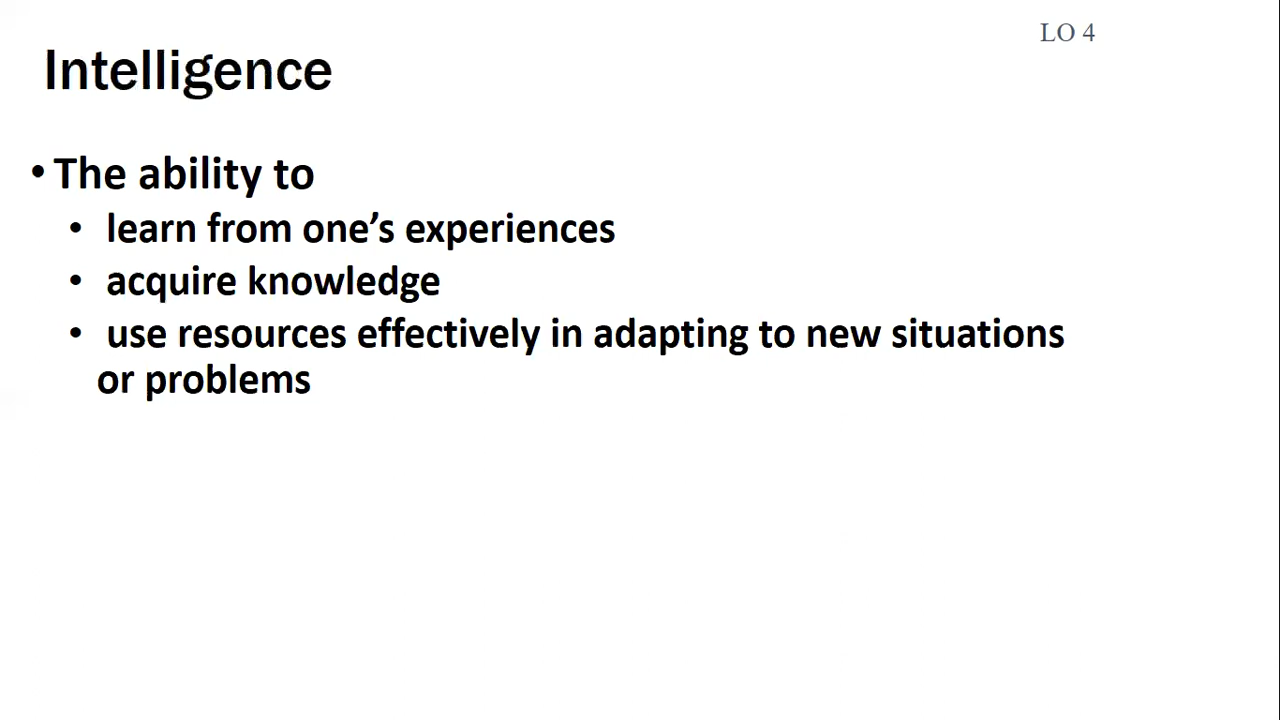 LO 4
Intelligence
• The ability to
• learn from one’s experiences
• acquire knowledge
• use resources effectively in adapting to new situations
or problems